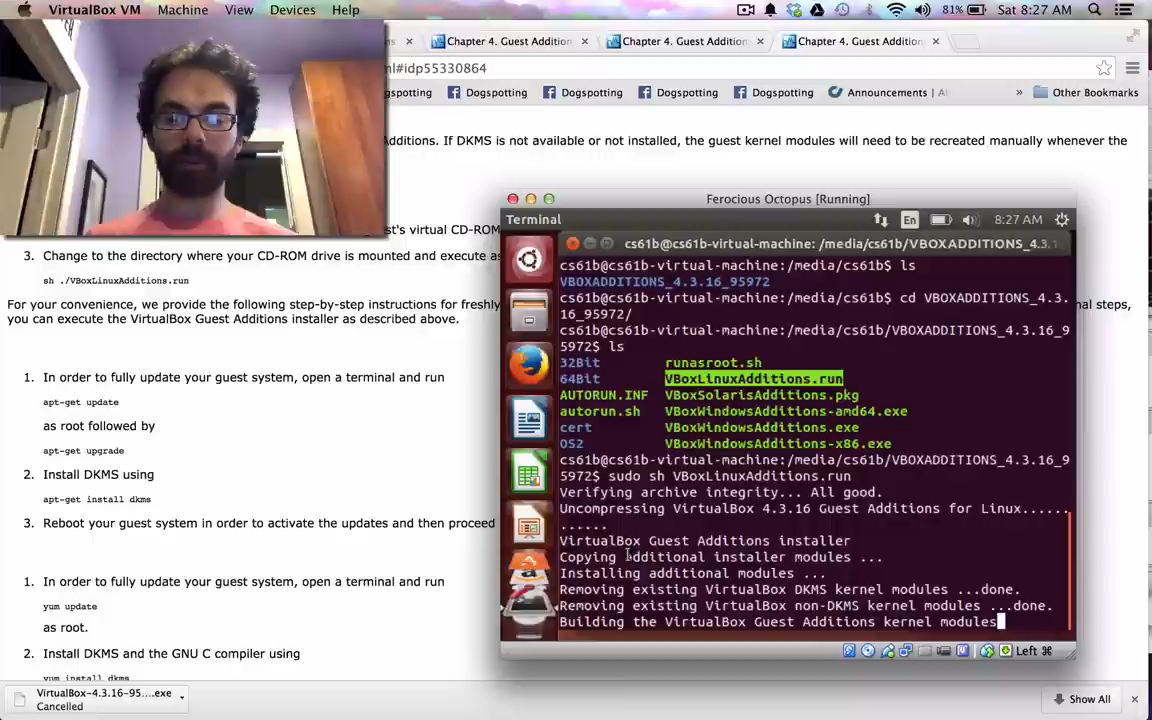 VirtualBox VM Machine View Devices Help
81% Sat 8:27 AM
Chapter 4. Guest Addition
Chapter 4. Guest Addition
Chapter 4. Guest Addition
ml#idp55330864
Dogspotting Dogspotting Dogspotting Announcements | A » Other Bookmarks
Additions. If DKMS is not available or not installed, the guest kernel modules will need to be recreated manually whenever the
3. Change to the directory where your CD-ROM drive is mounted and execute as
sh ./VBoxLinuxAdditions.run
For your convenience, we provide the following step-by-step instructions for freshly
you can execute the VirtualBox Guest Additions installer as described above.
1. In order to fully update your guest system, open a terminal and run
apt-get update
as root followed by
apt-get upgrade
2. Install DKMS using
apt-get install dkms
3. Reboot your guest system in order to activate the updates and then proceed
1. In order to fully update your guest system, open a terminal and run
yum update
as root.
2. Install DKMS and the GNU C compiler using
yum install dkms
Ferocious Octopus [Running]
Terminal En 8:27 AM
cs61b@cs61b-virtual-machine: /media/cs61b/VBOXADDITIONS_4.3.1
cs61b@cs61b-virtual-machine:/media/cs61b$ ls
VBOXADDITIONS_4.3.16_95972
cs61b@cs61b-virtual-machine:/media/cs61b$ cd VBOXADDITIONS_4.3.
16_95972/
cs61b@cs61b-virtual-machine:/media/cs61b/VBOXADDITIONS_4.3.16_9
5972$ ls
32Bit runasroot.sh
64Bit VBoxLinuxAdditions.run
AUTORUN.INF VBoxSolarisAdditions.pkg
autorun.sh VBoxWindowsAdditions-amd64.exe
cert VBoxWindowsAdditions.exe
OS2 VBoxWindowsAdditions-x86.exe
cs61b@cs61b-virtual-machine:/media/cs61b/VBOXADDITIONS_4.3.16_9
5972$ sudo sh VBoxLinuxAdditions.run
Verifying archive integrity... All good.
Uncompressing VirtualBox 4.3.16 Guest Additions for Linux......
......
VirtualBox Guest Additions installer
Copying additional installer modules ...
Installing additional modules ...
Removing existing VirtualBox DKMS kernel modules ...done.
Removing existing VirtualBox non-DKMS kernel modules ...done.
Building the VirtualBox Guest Additions kernel modules
Left ⌘
VirtualBox-4.3.16-95....exe
Cancelled
Show All